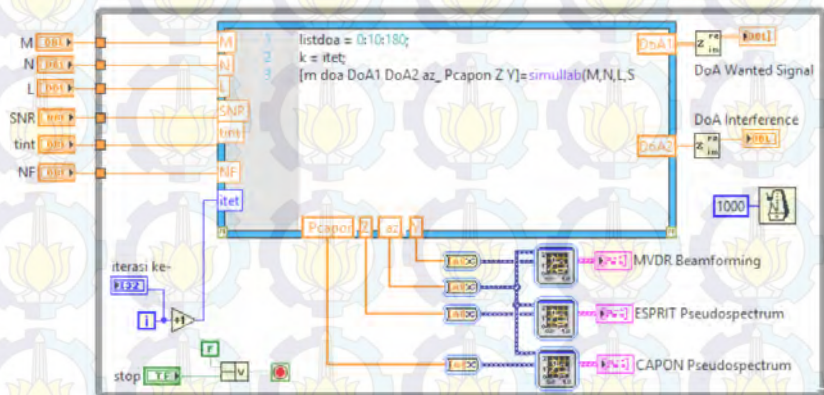 M
N
L
SNR
tint
NF
M
N
L
SNR
tint
NF
itet
1 listdoa = 0:10:180;
2 k = itet;
3 [m doa DoA1 DoA2 az_ Pcapon Z Y]=simullab(M,N,L,S
DoA1
DoA2
DoA Wanted Signal
DoA Interference
1000
Pcapon
Z
az
Y
iterasi ke-
i
+1
stop
TF
MVDR Beamforming
ESPRIT Pseudospectrum
CAPON Pseudospectrum